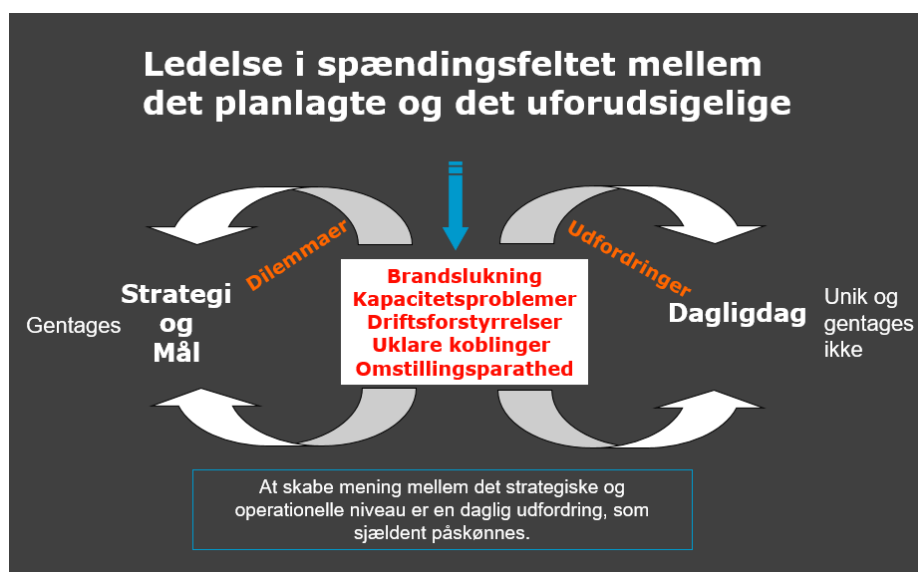 Ledelse i spændingsfeltet mellem
det planlagte og det uforudsigelige
Dilemmaer
Udfordringer
Gentages
Strategi
og
Mål
Brandslukning
Kapacitetsproblemer
Driftsforstyrrelser
Uklare koblinger
Omstillingsparathed
Dagligdag
Unik og
gentages
ikke
At skabe mening mellem det strategiske og
operationelle niveau er en daglig udfordring, som
sjældent påskønnes.